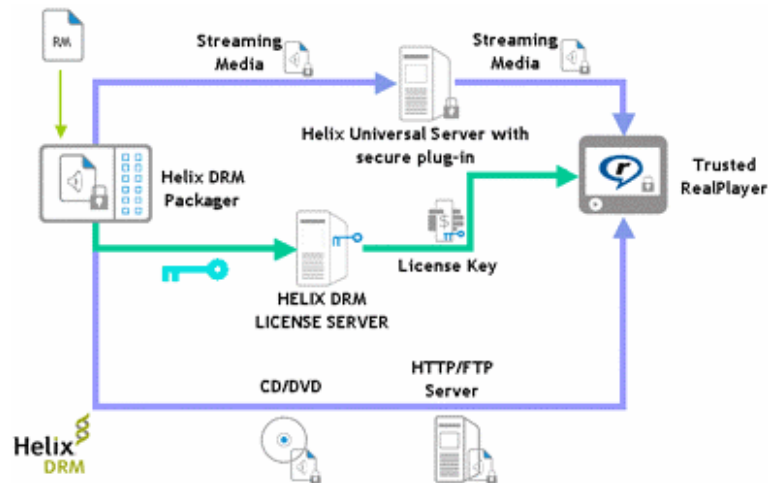 RM
Streaming
Media
Streaming
Media
Helix Universal Server with
secure plug-in
Helix DRM
Packager
r
Trusted
RealPlayer
$
License Key
HELIX DRM
LICENSE SERVER
CD/DVD
HTTP/FTP
Server
Helix
DRM